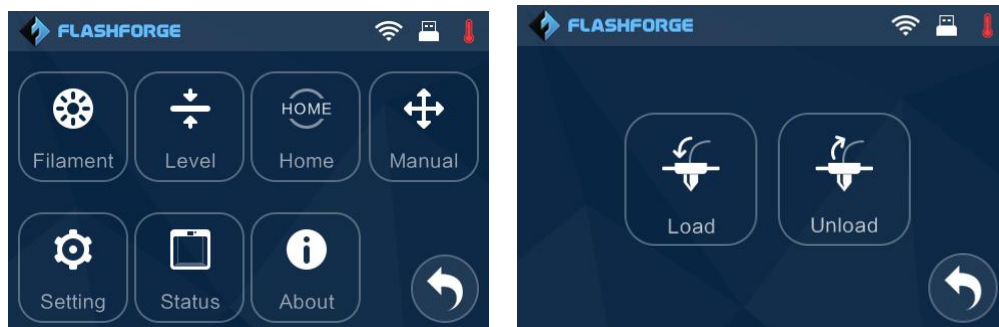 FLASHFORGE
HOME
Filament Level Home Manual
Setting Status About
FLASHFORGE
Load Unload